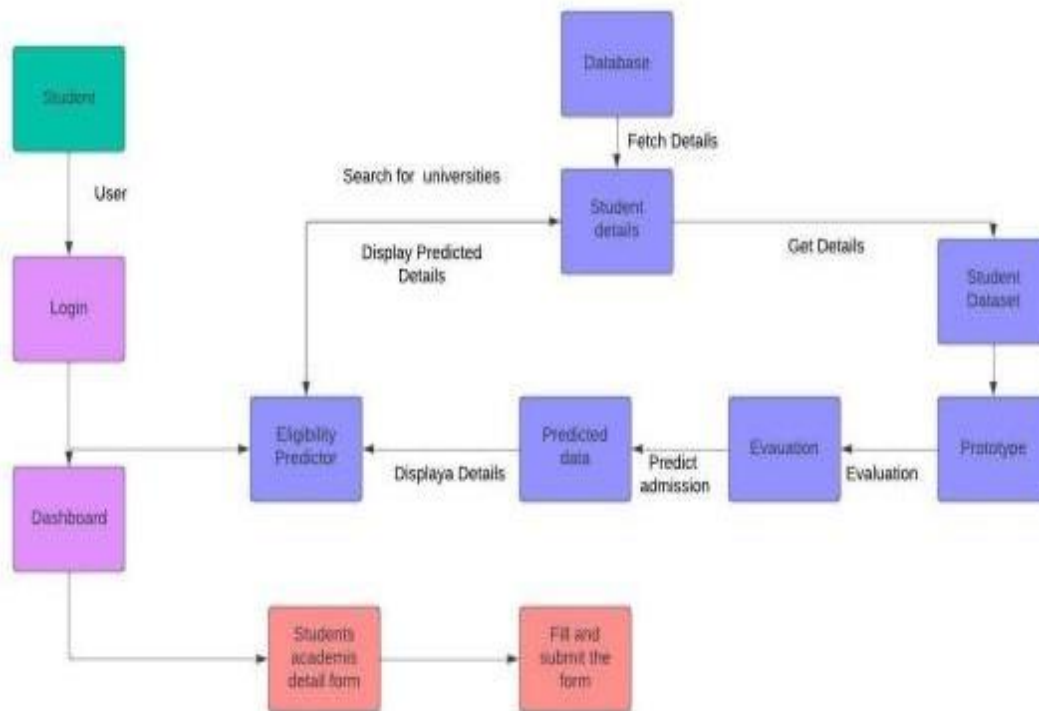 Student
User
Login
Dashboard
Database
Fetch Details
Search for  universities
Student
details
Display Predicted
Details
Get Details
Student
Dataset
Eligibility
Predictor
Displaya Details
Predicted
data
Predict
admission
Evauation
Evaluation
Prototype
Students
academis
detail form
Fill and
submit the
form